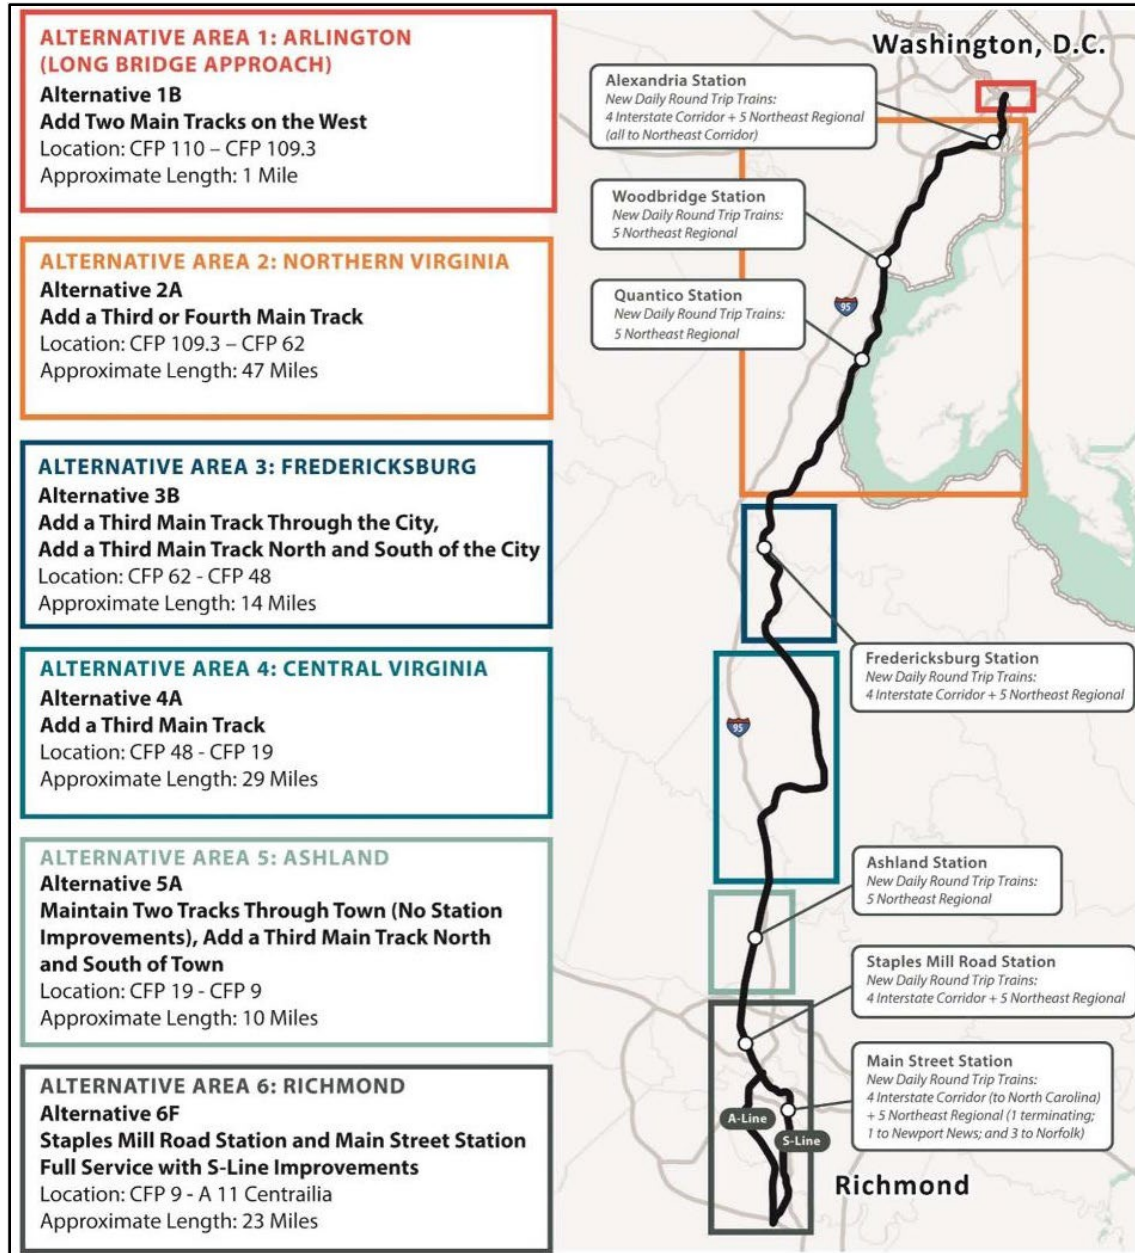 ALTERNATIVE AREA 1: ARLINGTON
(LONG BRIDGE APPROACH)
Alternative 1B
Add Two Main Tracks on the West
Location: CFP 110 – CFP 109.3
Approximate Length: 1 Mile
ALTERNATIVE AREA 2: NORTHERN VIRGINIA
Alternative 2A
Add a Third or Fourth Main Track
Location: CFP 109.3 – CFP 62
Approximate Length: 47 Miles
ALTERNATIVE AREA 3: FREDERICKSBURG
Alternative 3B
Add a Third Main Track Through the City,
Add a Third Main Track North and South of the City
Location: CFP 62 - CFP 48
Approximate Length: 14 Miles
ALTERNATIVE AREA 4: CENTRAL VIRGINIA
Alternative 4A
Add a Third Main Track
Location: CFP 48 - CFP 19
Approximate Length: 29 Miles
ALTERNATIVE AREA 5: ASHLAND
Alternative 5A
Maintain Two Tracks Through Town (No Station
Improvements), Add a Third Main Track North
and South of Town
Location: CFP 19 - CFP 9
Approximate Length: 10 Miles
ALTERNATIVE AREA 6: RICHMOND
Alternative 6F
Staples Mill Road Station and Main Street Station
Full Service with S-Line Improvements
Location: CFP 9 - A 11 Centrailia
Approximate Length: 23 Miles
Washington, D.C.
Alexandria Station
New Daily Round Trip Trains:
4 Interstate Corridor + 5 Northeast Regional
(all to Northeast Corridor)
Woodbridge Station
New Daily Round Trip Trains:
5 Northeast Regional
Quantico Station
New Daily Round Trip Trains:
5 Northeast Regional
95
Fredericksburg Station
New Daily Round Trip Trains:
4 Interstate Corridor + 5 Northeast Regional
95
Ashland Station
New Daily Round Trip Trains:
5 Northeast Regional
Staples Mill Road Station
New Daily Round Trip Trains:
4 Interstate Corridor + 5 Northeast Regional
Main Street Station
New Daily Round Trip Trains:
4 Interstate Corridor (to North Carolina)
+ 5 Northeast Regional (1 terminating;
1 to Newport News; and 3 to Norfolk)
A-Line
S-Line
Richmond